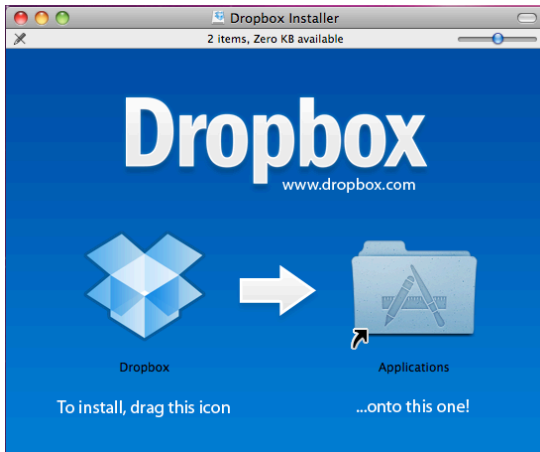 Dropbox Installer
2 items, Zero KB available
Dropbox
www.dropbox.com
Dropbox Applications
To install, drag this icon ...onto this one!